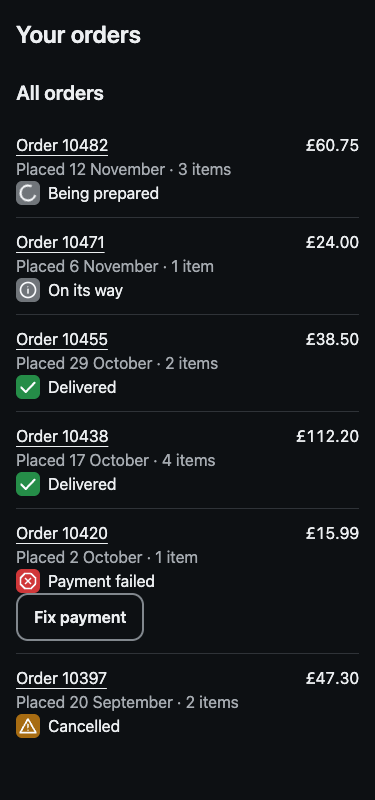 Your orders
All orders
Order 10482 £60.75
Placed 12 November · 3 items
Being prepared
Order 10471 £24.00
Placed 6 November · 1 item
On its way
Order 10455 £38.50
Placed 29 October · 2 items
Delivered
Order 10438 £112.20
Placed 17 October · 4 items
Delivered
Order 10420 £15.99
Placed 2 October · 1 item
Payment failed
Fix payment
Order 10397 £47.30
Placed 20 September · 2 items
Cancelled